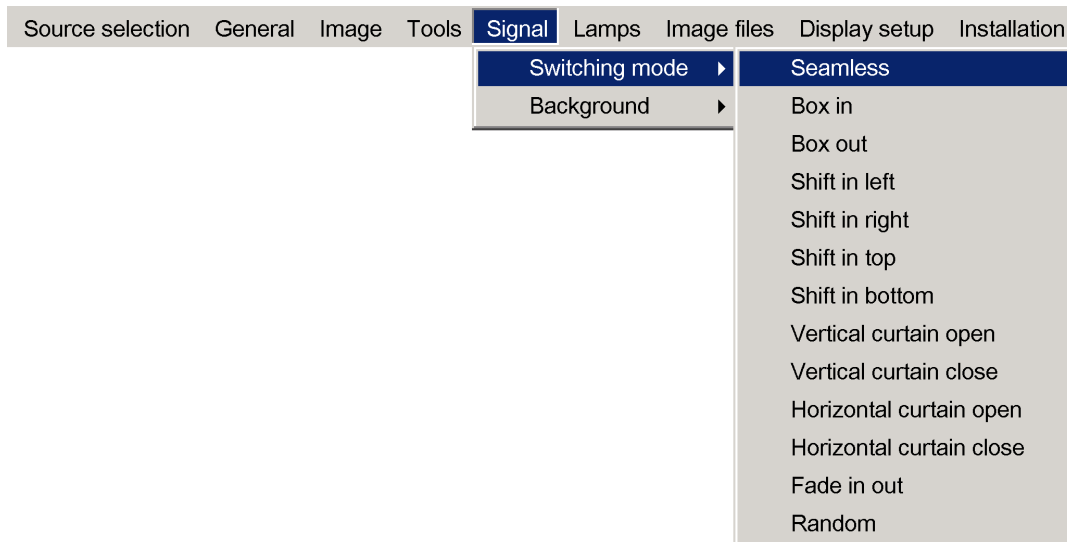 Source selection General Image Tools Signal Lamps Image files Display setup Installation
Switching mode Seamless
Background Box in
Box out
Shift in left
Shift in right
Shift in top
Shift in bottom
Vertical curtain open
Vertical curtain close
Horizontal curtain open
Horizontal curtain close
Fade in out
Random